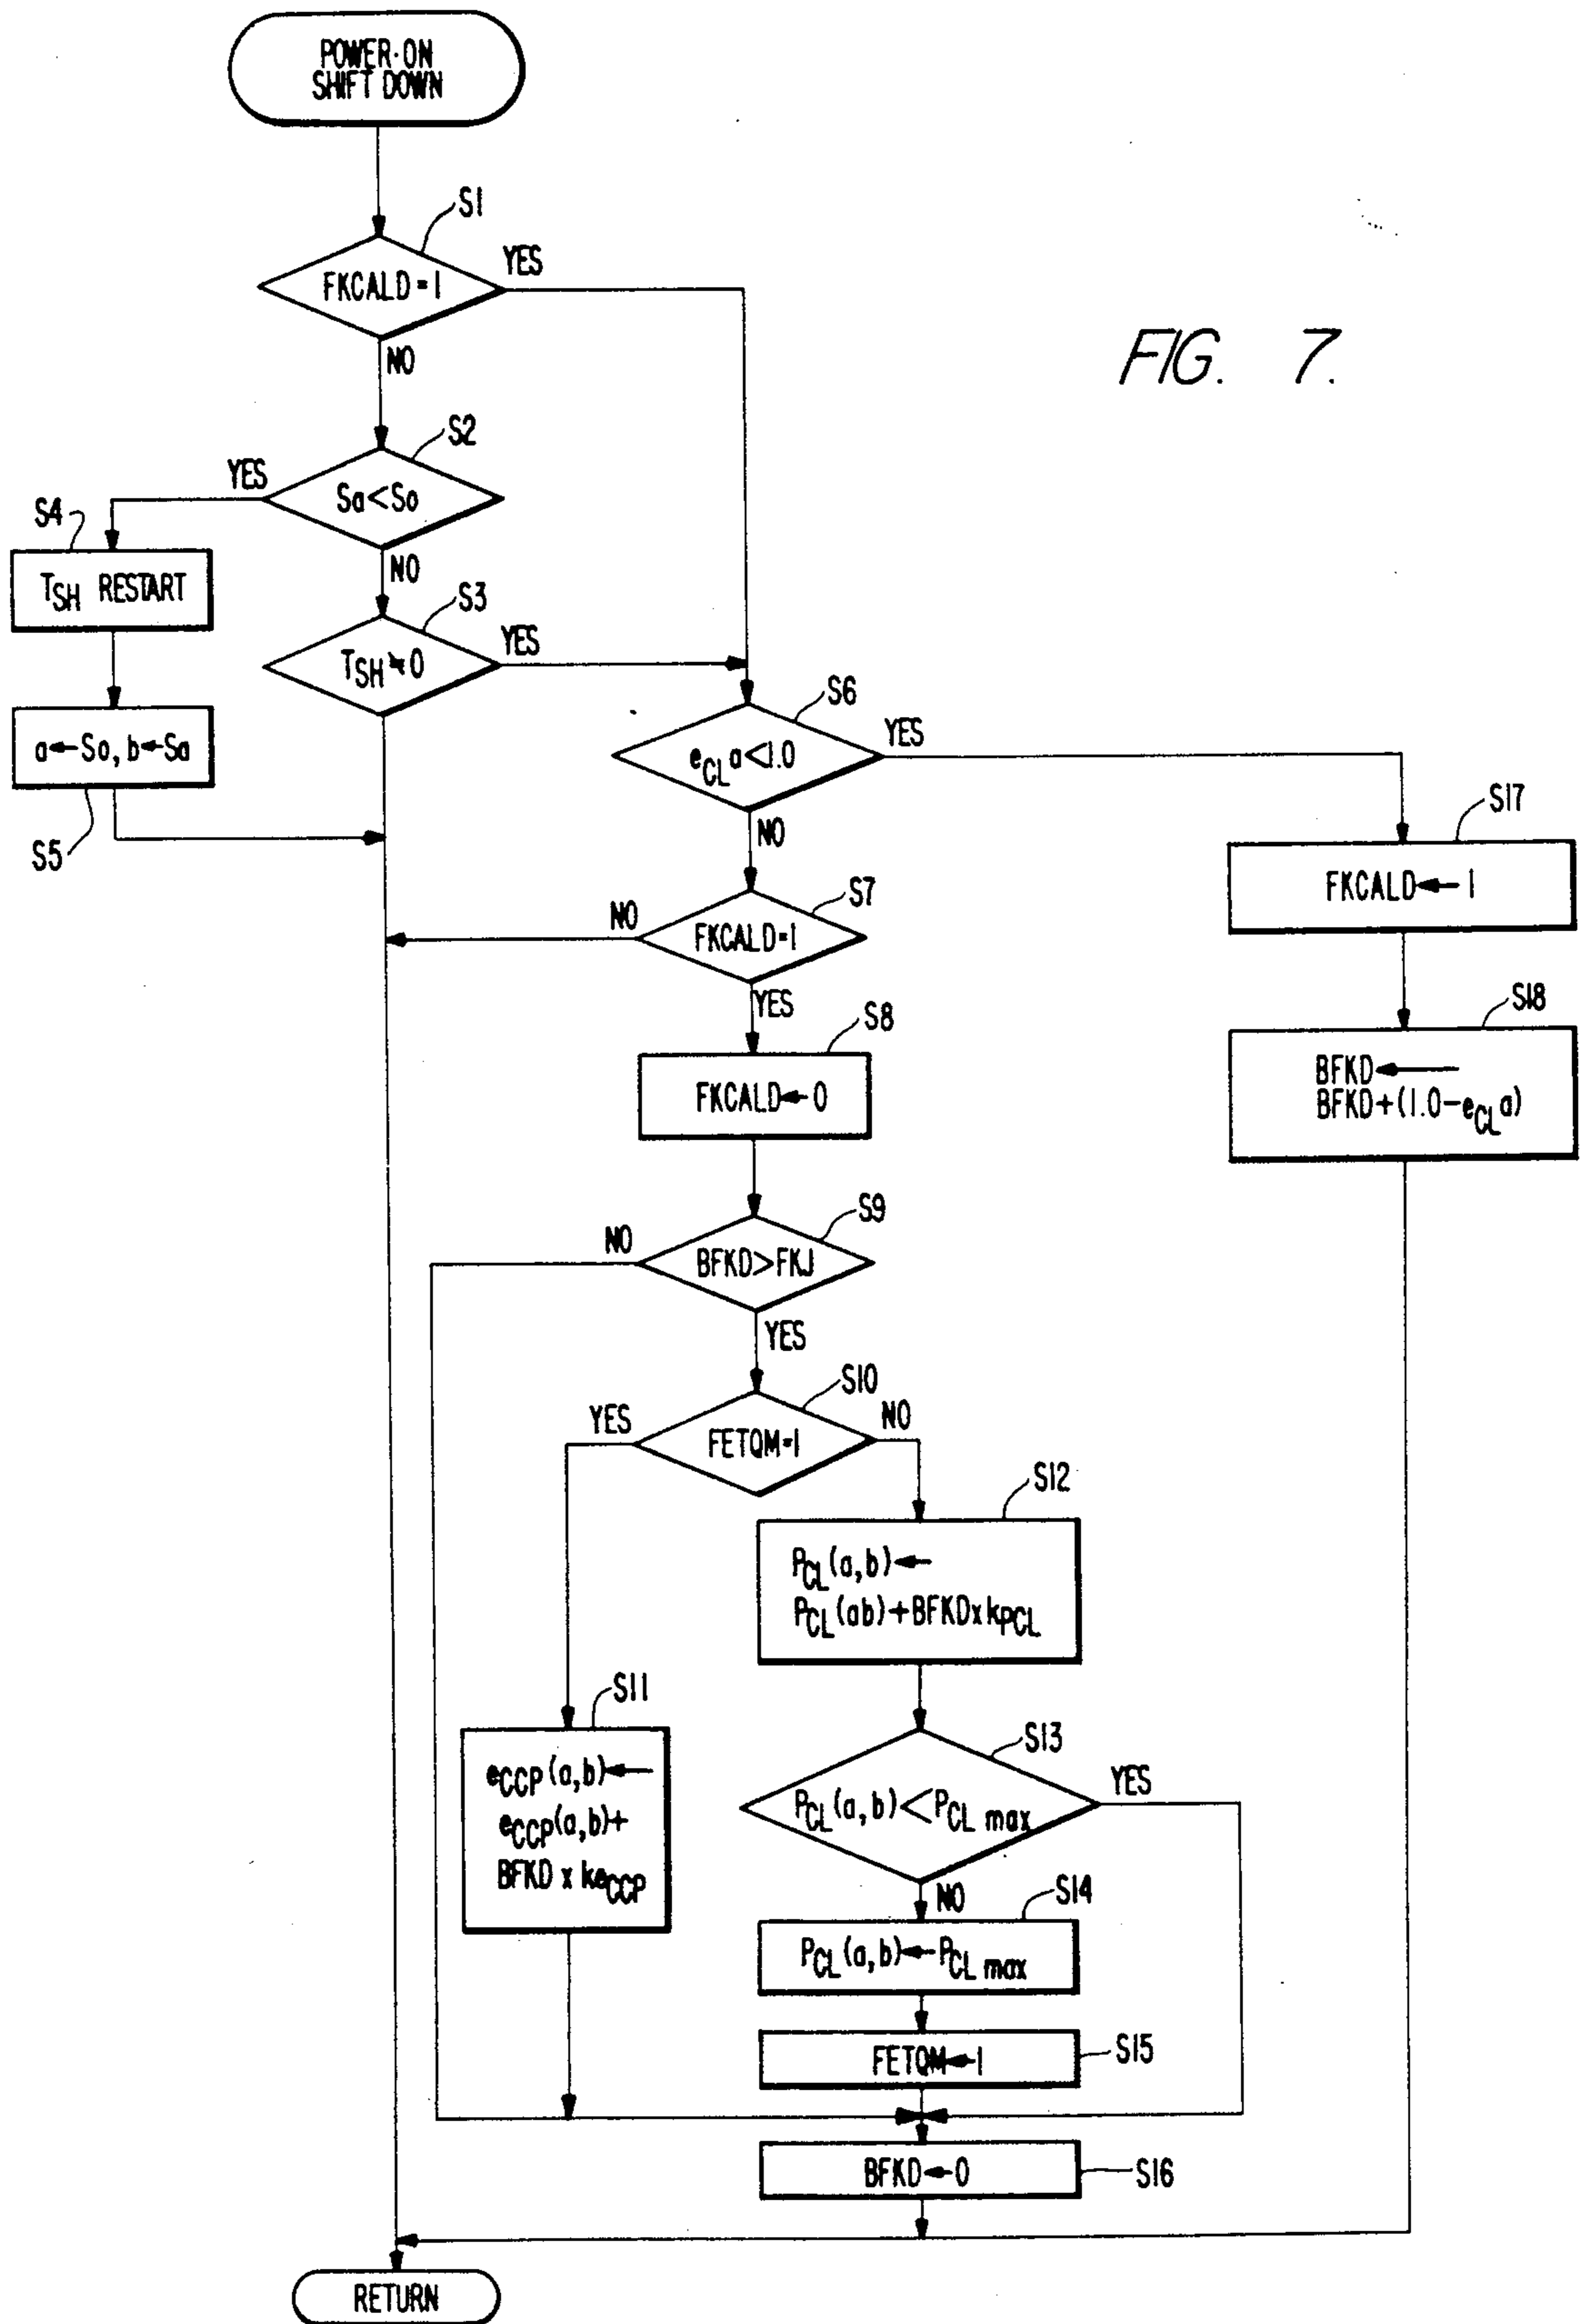 POWER·ON
SHIFT DOWN
S1
FKCALD = 1
YES
NO
FIG. 7.
S2
YES
Sa<So
NO
S4
TSH RESTART
S3
TSH ≒ 0
YES
a←So, b←Sa
S5
S6
eCL a<1.0
YES
NO
S17
FKCALD←1
S7
NO
FKCALD=1
YES
S18
BFKD←
BFKD+(1.0-eCL a)
S8
FKCALD←0
S9
NO
BFKD>FKJ
YES
S10
YES
FETQM=1
NO
S12
PCL(a,b)←
PCL(ab)+BFKDxkPCL
S11
eCCP(a,b)←
eCCP(a,b)+
BFKD x keCCP
S13
PCL(a,b)<PCL max
YES
NO
S14
PCL(a,b)←PCL max
FETQM←1
S15
BFKD←0
S16
RETURN